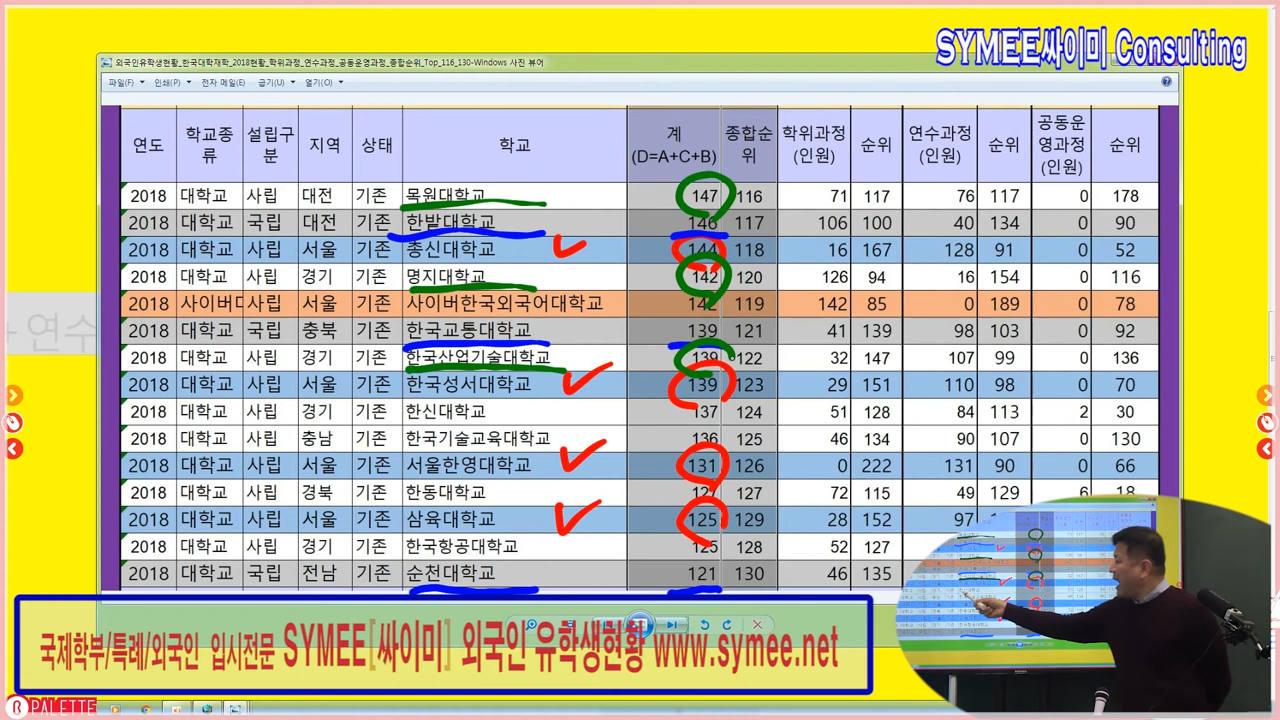 SYMEE싸이미 Consulting
외국인유학생현황_한국대학재학_2018현황_학위과정_연수과정_공동운영과정_종합순위_Top_116_130-Windows 사진 뷰어
파일(F) 인쇄(P) 전자 메일(E) 굽기(U) 열기(O)
연도 학교종류 설립구분 지역 상태 학교 계 (D=A+C+B) 종합순위 학위과정(인원) 순위 연수과정(인원) 순위 공동운영과정(인원) 순위
2018 대학교 사립 대전 기존 목원대학교 147 116 71 117 76 117 0 178
2018 대학교 국립 대전 기존 한밭대학교 146 117 106 100 40 134 0 90
2018 대학교 사립 서울 기존 총신대학교 144 118 16 167 128 91 0 52
2018 대학교 사립 경기 기존 명지대학교 142 120 126 94 16 154 0 116
2018 사이버대 사립 서울 기존 사이버한국외국어대학교 142 119 142 85 0 189 0 78
2018 대학교 국립 충북 기존 한국교통대학교 139 121 41 139 98 103 0 92
2018 대학교 사립 경기 기존 한국산업기술대학교 139 122 32 147 107 99 0 136
2018 대학교 사립 서울 기존 한국성서대학교 139 123 29 151 110 98 0 70
2018 대학교 사립 경기 기존 한신대학교 137 124 51 128 84 113 2 30
2018 대학교 사립 충남 기존 한국기술교육대학교 136 125 46 134 90 107 0 130
2018 대학교 사립 서울 기존 서울한영대학교 131 126 0 222 131 90 0 66
2018 대학교 사립 경북 기존 한동대학교 127 127 72 115 49 129 6 18
2018 대학교 사립 서울 기존 삼육대학교 125 129 28 152 97
2018 대학교 사립 경기 기존 한국항공대학교 125 128 52 127
2018 대학교 국립 전남 기존 순천대학교 121 130 46 135
연수
국제학부/특례/외국인 입시전문 SYMEE[싸이미] 외국인 유학생현황 www.symee.net
PALETTE